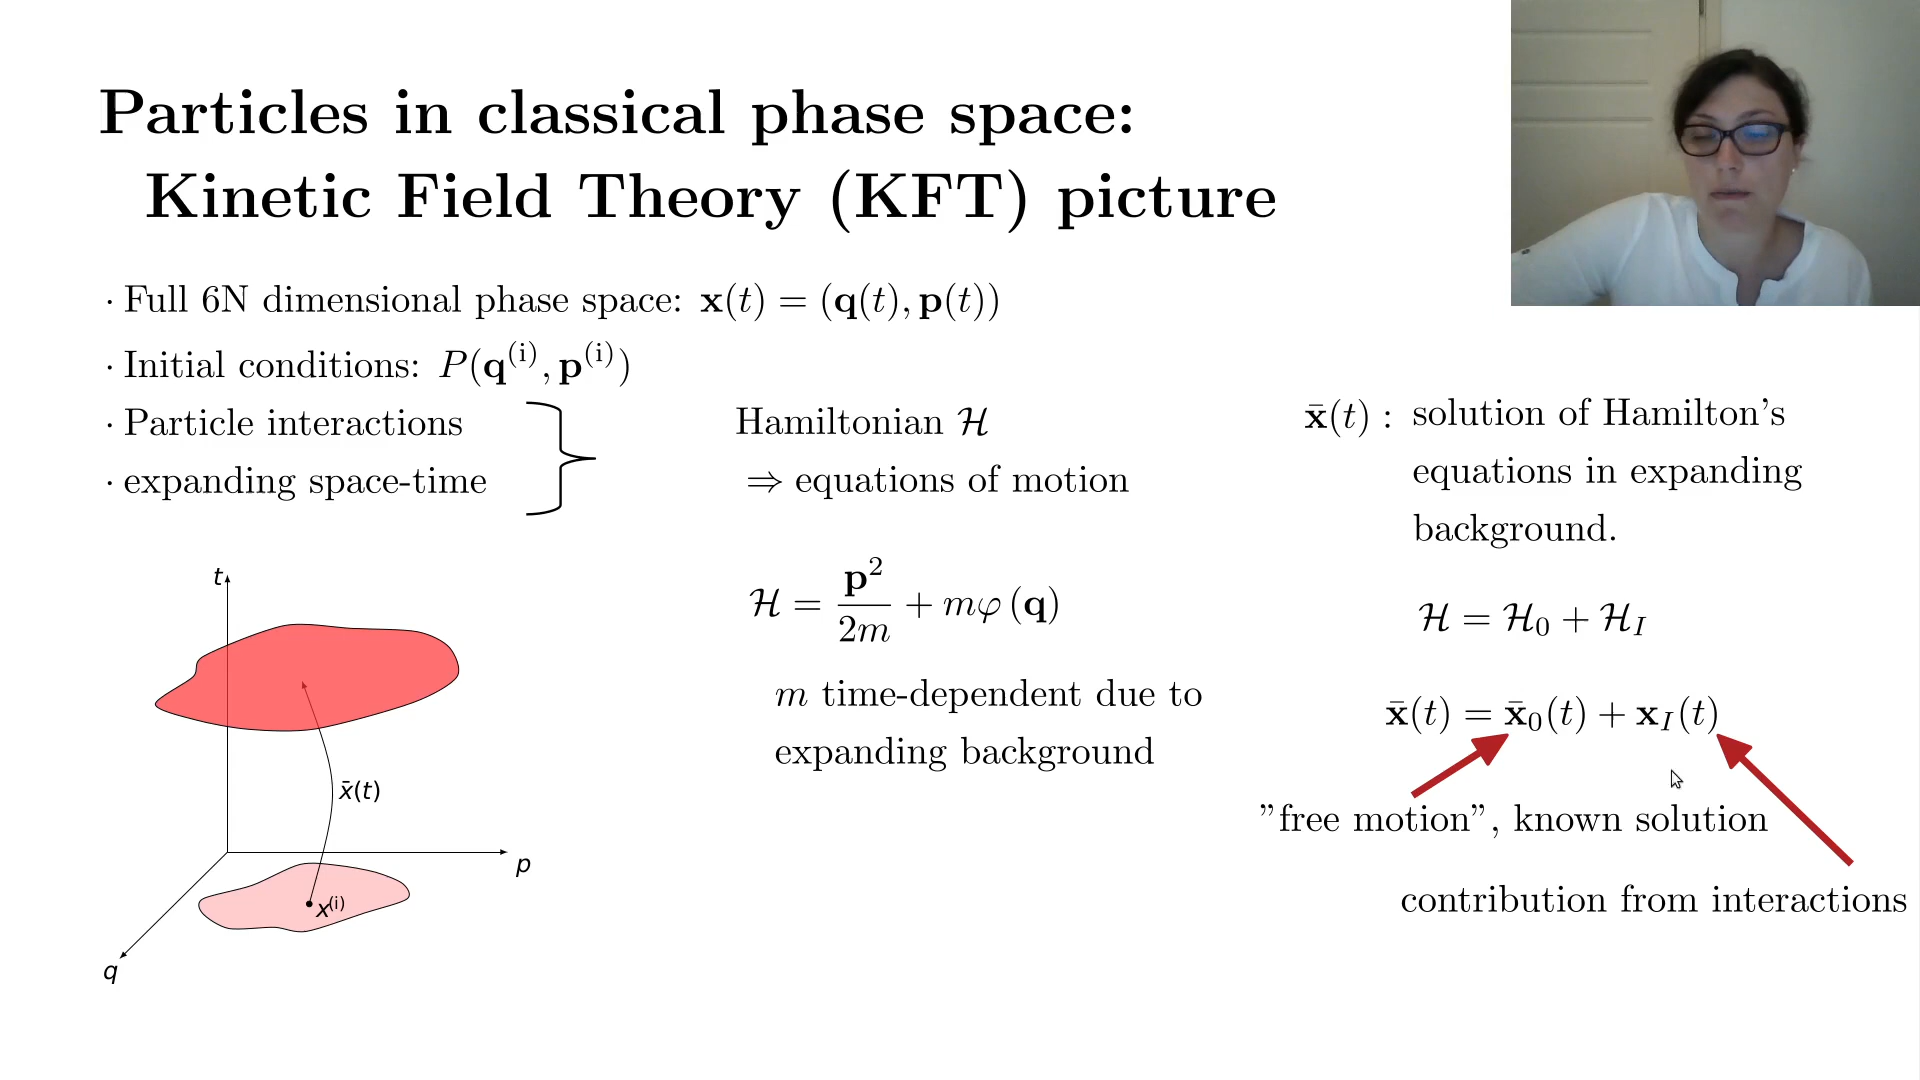 Particles in classical phase space:
Kinetic Field Theory (KFT) picture
· Full 6N dimensional phase space: 𝐱(t) = (𝐪(t), 𝐩(t))
· Initial conditions: P(𝐪⁽ⁱ⁾, 𝐩⁽ⁱ⁾)
· Particle interactions
· expanding space-time
Hamiltonian ℋ
⇒ equations of motion
ℋ = 𝐩²/2m + mφ (𝐪)
m time-dependent due to
expanding background
x̄(t) : solution of Hamilton's
equations in expanding
background.
ℋ = ℋ₀ + ℋ_I
x̄(t) = x̄₀(t) + 𝐱_I(t)
"free motion", known solution
contribution from interactions
t
x̄(t)
p
x⁽ⁱ⁾
q